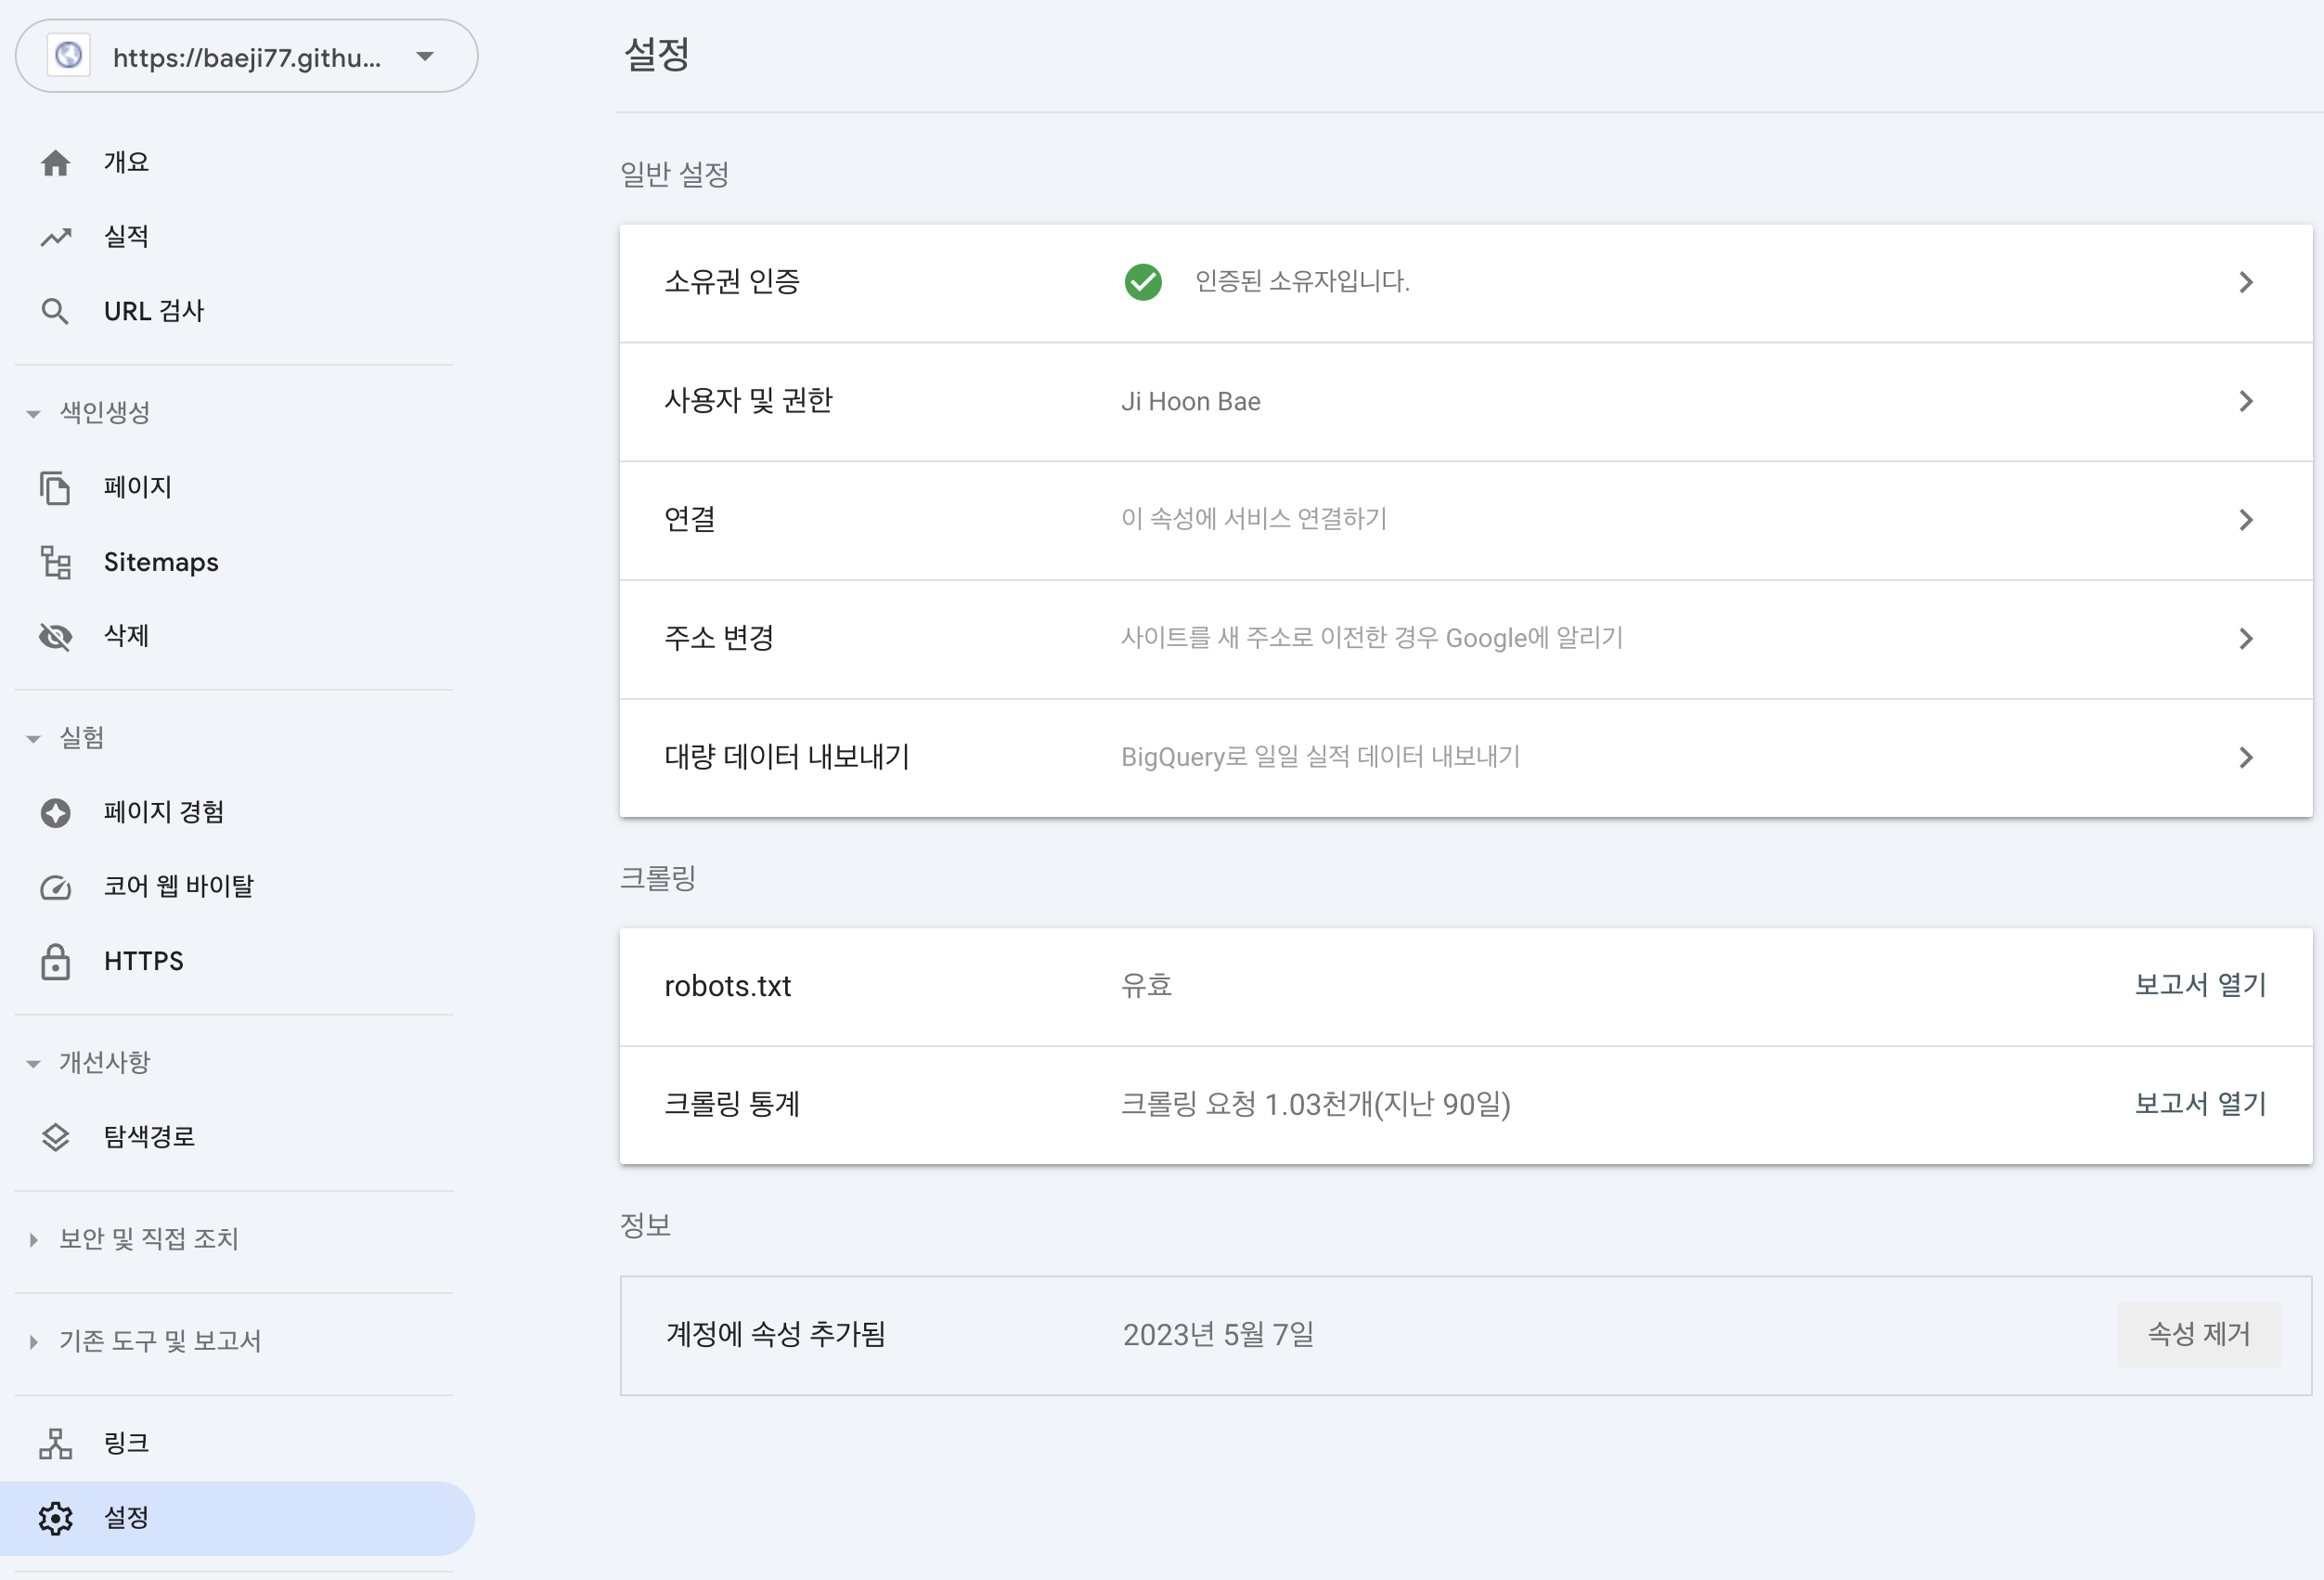 https://baeji77.githu...
개요
실적
URL 검사
색인생성
페이지
Sitemaps
삭제
실험
페이지 경험
코어 웹 바이탈
HTTPS
개선사항
탐색경로
보안 및 직접 조치
기존 도구 및 보고서
링크
설정
설정
일반 설정
소유권 인증 인증된 소유자입니다.
사용자 및 권한 Ji Hoon Bae
연결 이 속성에 서비스 연결하기
주소 변경 사이트를 새 주소로 이전한 경우 Google에 알리기
대량 데이터 내보내기 BigQuery로 일일 실적 데이터 내보내기
크롤링
robots.txt 유효 보고서 열기
크롤링 통계 크롤링 요청 1.03천개(지난 90일) 보고서 열기
정보
계정에 속성 추가됨 2023년 5월 7일 속성 제거